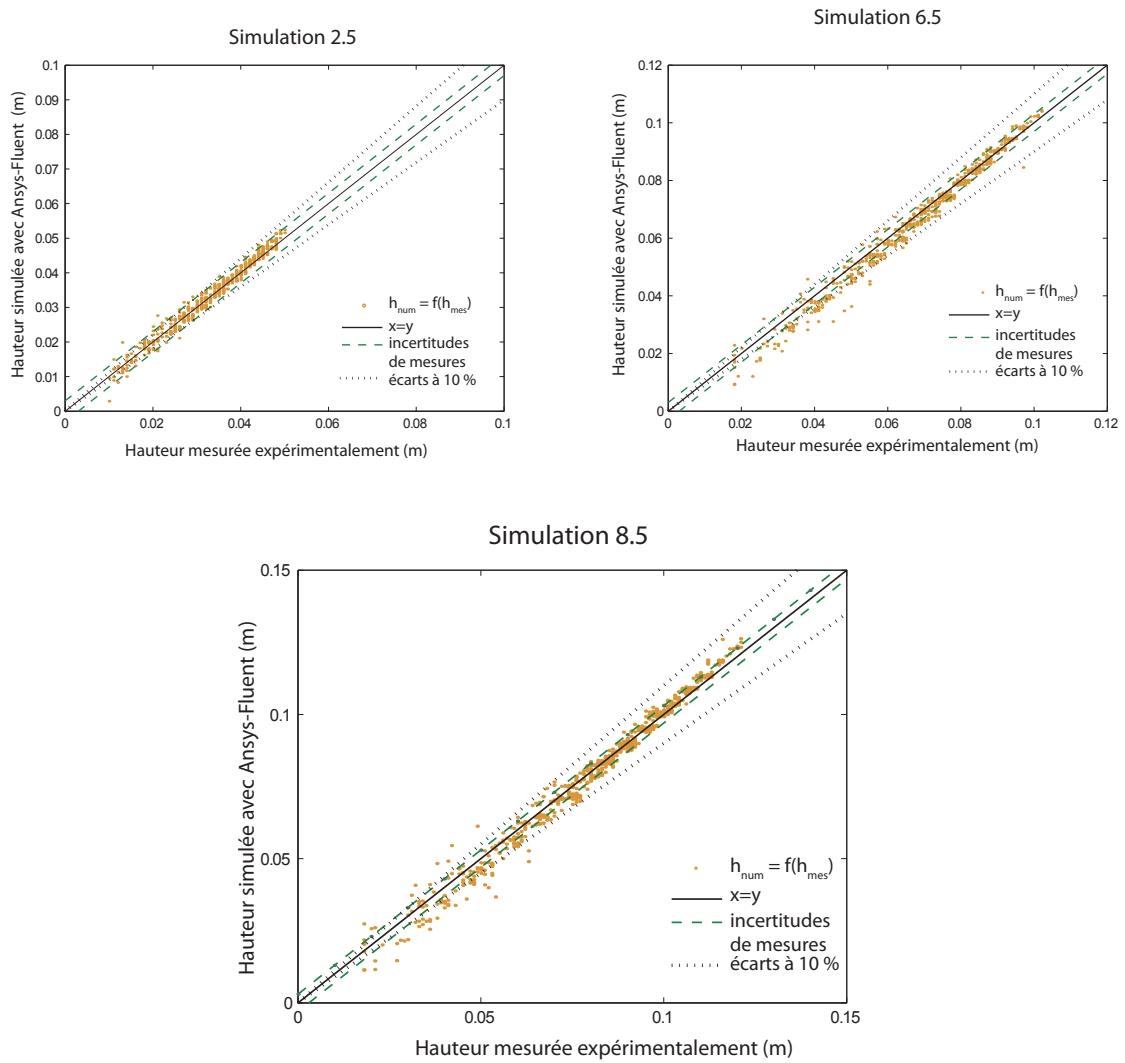 Simulation 2.5
Hauteur simulée avec Ansys-Fluent (m)
0.1
0.09
0.08
0.07
0.06
0.05
0.04
0.03
0.02
0.01
0
0 0.02 0.04 0.06 0.08 0.1
Hauteur mesurée expérimentalement (m)
h_num = f(h_mes)
x=y
incertitudes
de mesures
écarts à 10 %
Simulation 6.5
Hauteur simulée avec Ansys-Fluent (m)
0.12
0.1
0.08
0.06
0.04
0.02
0
0 0.02 0.04 0.06 0.08 0.1 0.12
Hauteur mesurée expérimentalement (m)
h_num = f(h_mes)
x=y
incertitudes
de mesures
écarts à 10 %
Simulation 8.5
Hauteur simulée avec Ansys-Fluent (m)
0.15
0.1
0.05
0
0 0.05 0.1 0.15
Hauteur mesurée expérimentalement (m)
h_num = f(h_mes)
x=y
incertitudes
de mesures
écarts à 10 %